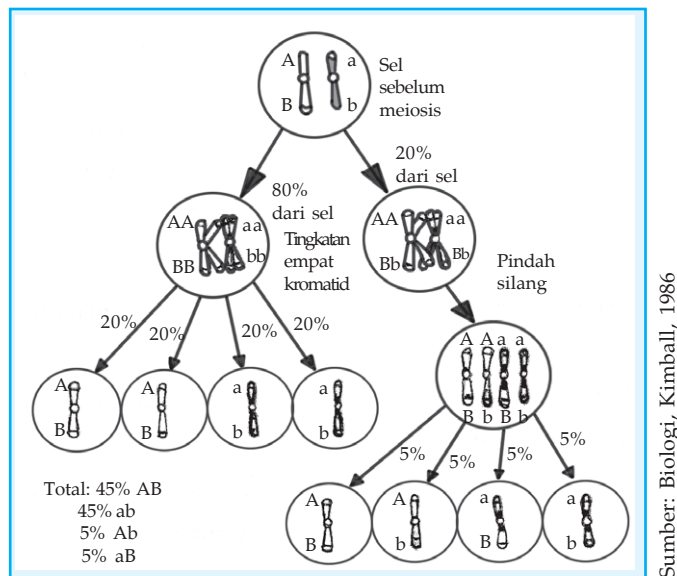 A a
B b
Sel
sebelum
meiosis
80%
dari sel
20%
dari sel
AA aa
BB bb
Tingkatan
empat
kromatid
AA aa
Bb Bb
Pindah
silang
20% 20% 20% 20%
A A a a
B B b b
A A a a
B b B b
5% 5% 5% 5%
A A a a
B b B b
Total: 45% AB
45% ab
5% Ab
5% aB
Sumber: Biologi, Kimball, 1986